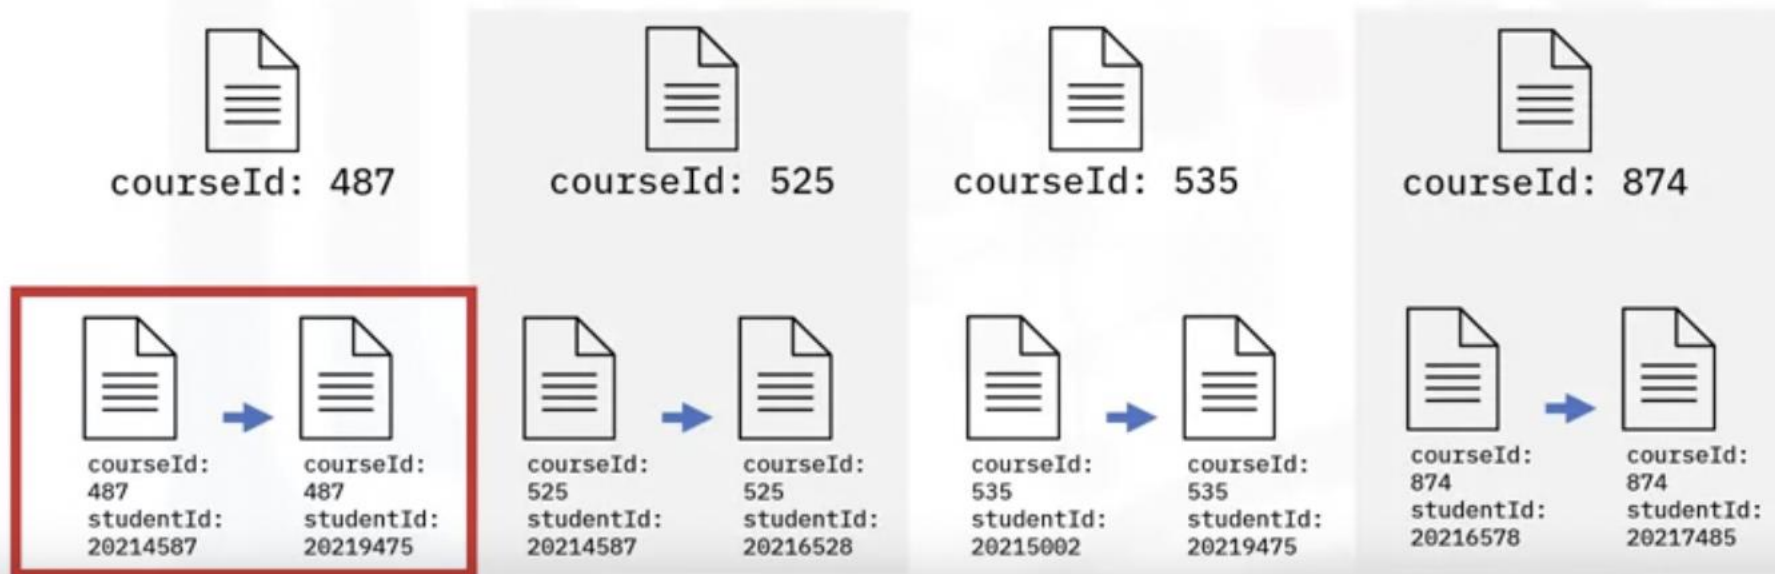 courseId: 487
courseId: 525
courseId: 535
courseId: 874
courseId:
487
studentId:
20214587
courseId:
487
studentId:
20219475
courseId:
525
studentId:
20214587
courseId:
525
studentId:
20216528
courseId:
535
studentId:
20215002
courseId:
535
studentId:
20219475
courseId:
874
studentId:
20216578
courseId:
874
studentId:
20217485